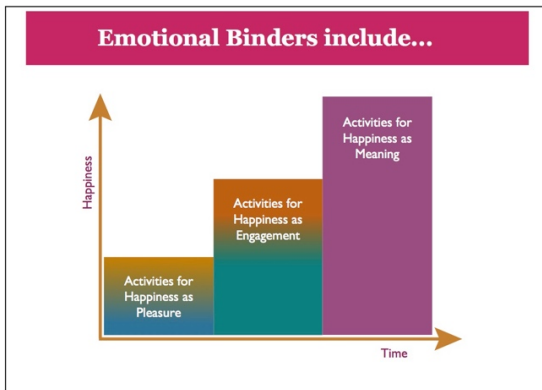 Emotional Binders include...
Happiness
Activities for
Happiness as
Pleasure
Activities for
Happiness as
Engagement
Activities for
Happiness as
Meaning
Time